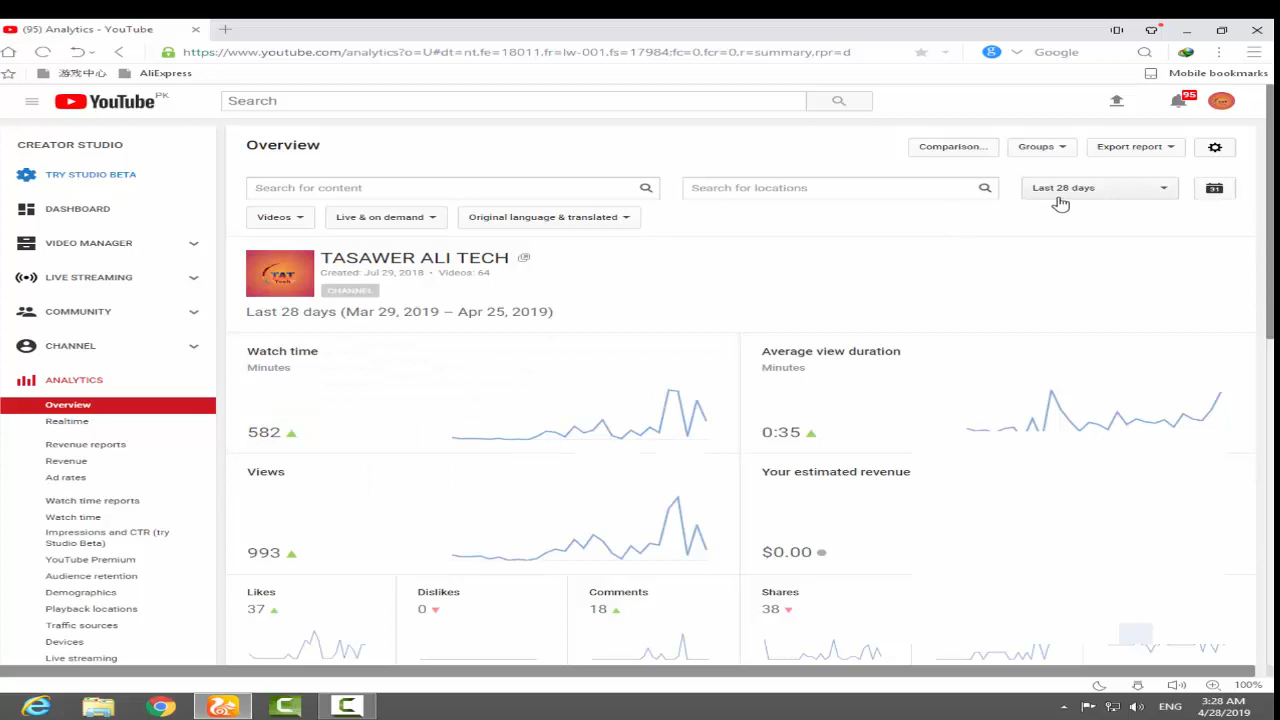 (95) Analytics - YouTube
https://www.youtube.com/analytics?o=U#dt=nt.fe=18011.fr=lw-001.fs=17984;fc=0.fcr=0.r=summary.rpr=d
Google
游戏中心
AliExpress
Mobile bookmarks
YouTube PK
Search
95
CREATOR STUDIO
TRY STUDIO BETA
DASHBOARD
VIDEO MANAGER
LIVE STREAMING
COMMUNITY
CHANNEL
ANALYTICS
Overview
Realtime
Revenue reports
Revenue
Ad rates
Watch time reports
Watch time
Impressions and CTR (try
Studio Beta)
YouTube Premium
Audience retention
Demographics
Playback locations
Traffic sources
Devices
Live streaming
Overview
Comparison...
Groups
Export report
Search for content
Search for locations
Last 28 days
31
Videos
Live & on demand
Original language & translated
TAT
Tech
TASAWER ALI TECH
Created: Jul 29, 2018 • Videos: 64
CHANNEL
Last 28 days (Mar 29, 2019 – Apr 25, 2019)
Watch time
Minutes
582
Average view duration
Minutes
0:35
Views
993
Your estimated revenue
$0.00
Likes
37
Dislikes
0
Comments
18
Shares
38
100%
ENG
3:28 AM
4/28/2019